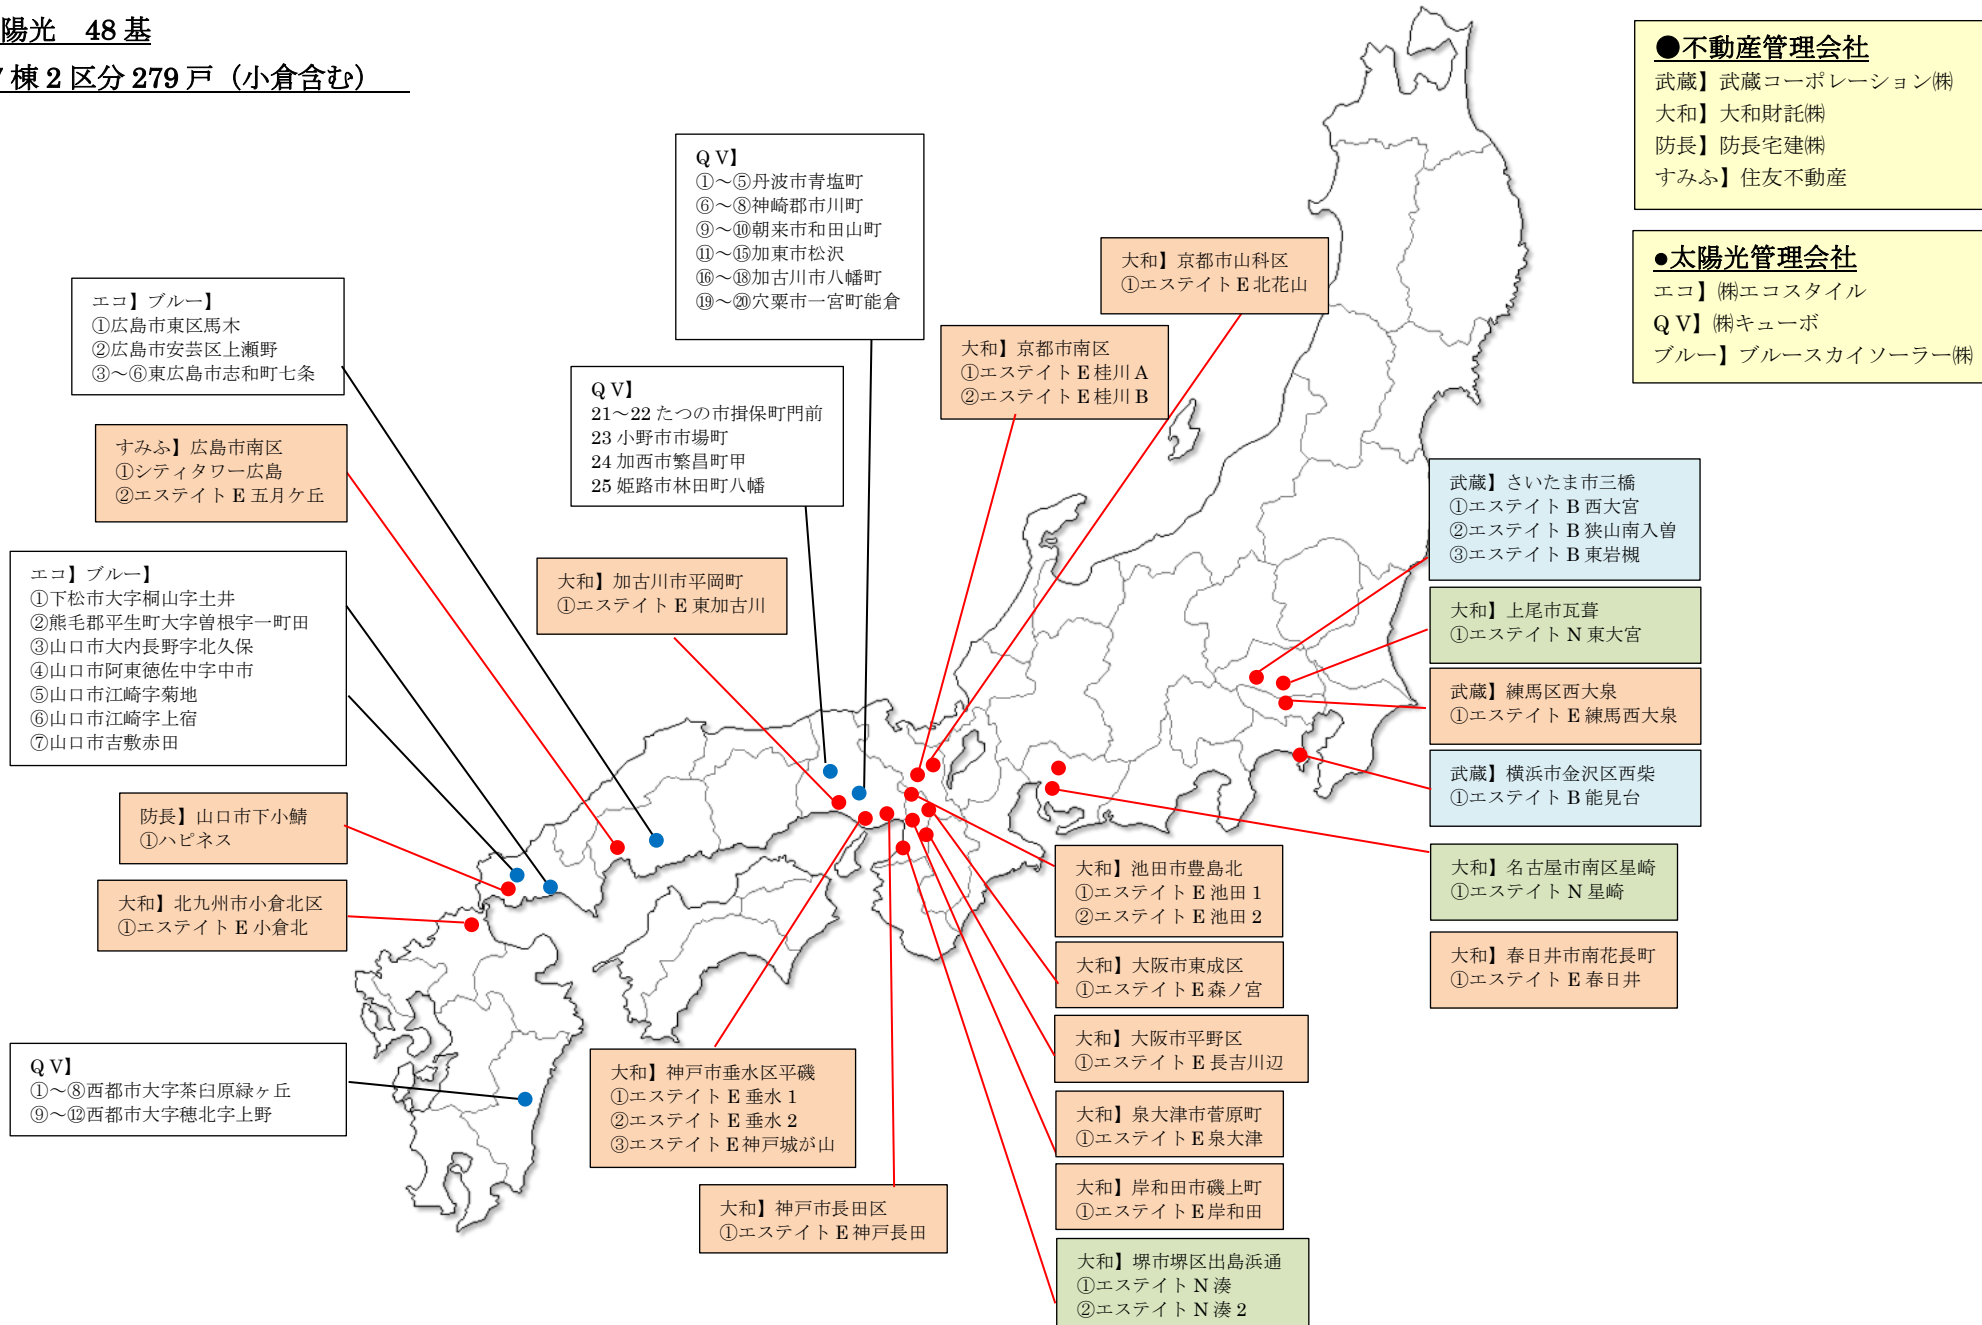 陽光　48 基
棟 2 区分 279 戸（小倉含む）
●不動産管理会社
武蔵】武蔵コーポレーション㈱
大和】大和財託㈱
防長】防長宅建㈱
すみふ】住友不動産
●太陽光管理会社
エコ】㈱エコスタイル
Q V】㈱キューボ
ブルー】ブルースカイソーラー㈱
Q V】
①～⑤丹波市青塩町
⑥～⑧神崎郡市川町
⑨～⑩朝来市和田山町
⑪～⑮加東市松沢
⑯～⑱加古川市八幡町
⑲～⑳宍粟市一宮町能倉
大和】京都市山科区
①エステイト E 北花山
エコ】ブルー】
①広島市東区馬木
②広島市安芸区上瀬野
③～⑥東広島市志和町七条
大和】京都市南区
①エステイト E 桂川 A
②エステイト E 桂川 B
Q V】
21～22 たつの市揖保町門前
23 小野市市場町
24 加西市繁昌町甲
25 姫路市林田町八幡
すみふ】広島市南区
①シティタワー広島
②エステイト E 五月ケ丘
武蔵】さいたま市三橋
①エステイト B 西大宮
②エステイト B 狭山南入曽
③エステイト B 東岩槻
エコ】ブルー】
①下松市大字桐山字土井
②熊毛郡平生町大字曽根字一町田
③山口市大内長野字北久保
④山口市阿東徳佐中字中市
⑤山口市江崎字菊地
⑥山口市江崎字上宿
⑦山口市吉敷赤田
大和】加古川市平岡町
①エステイト E 東加古川
大和】上尾市瓦葺
①エステイト N 東大宮
武蔵】練馬区西大泉
①エステイト E 練馬西大泉
武蔵】横浜市金沢区西柴
①エステイト B 能見台
防長】山口市下小鯖
①ハピネス
大和】北九州市小倉北区
①エステイト E 小倉北
大和】池田市豊島北
①エステイト E 池田 1
②エステイト E 池田 2
大和】名古屋市南区星崎
①エステイト N 星崎
大和】大阪市東成区
①エステイト E 森ノ宮
大和】春日井市南花長町
①エステイト E 春日井
大和】大阪市平野区
①エステイト E 長吉川辺
Q V】
①～⑧西都市大字茶臼原緑ヶ丘
⑨～⑫西都市大字穂北字上野
大和】神戸市垂水区平磯
①エステイト E 垂水 1
②エステイト E 垂水 2
③エステイト E 神戸城が山
大和】泉大津市菅原町
①エステイト E 泉大津
大和】岸和田市磯上町
①エステイト E 岸和田
大和】神戸市長田区
①エステイト E 神戸長田
大和】堺市堺区出島浜通
①エステイト N 湊
②エステイト N 湊 2